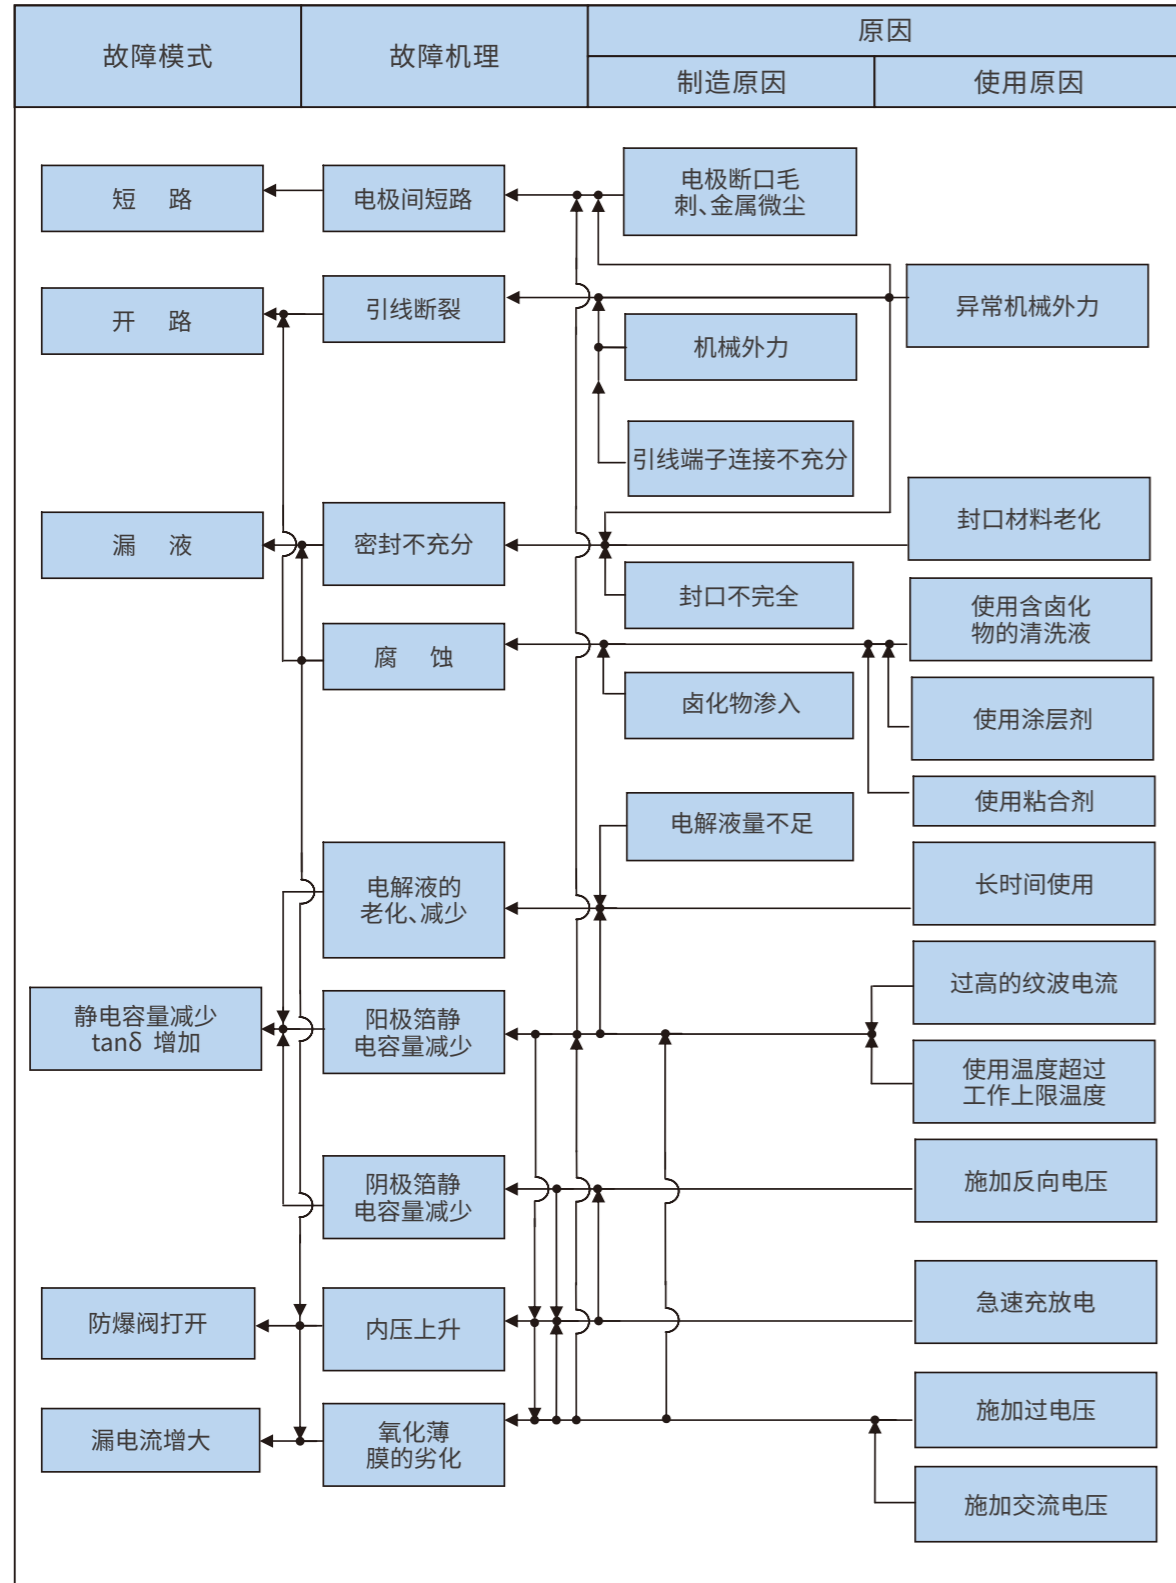 故障模式
故障机理
原因
制造原因
使用原因
短 路
电极间短路
电极断口毛
刺、金属微尘
开 路
引线断裂
异常机械外力
机械外力
引线端子连接不充分
漏 液
密封不充分
封口材料老化
封口不完全
使用含卤化
物的清洗液
腐 蚀
卤化物渗入
使用涂层剂
使用粘合剂
电解液量不足
电解液的
老化、减少
长时间使用
过高的纹波电流
静电容量减少
tanδ 增加
阳极箔静
电容量减少
使用温度超过
工作上限温度
阴极箔静
电容量减少
施加反向电压
防爆阀打开
内压上升
急速充放电
漏电流增大
氧化薄
膜的劣化
施加过电压
施加交流电压